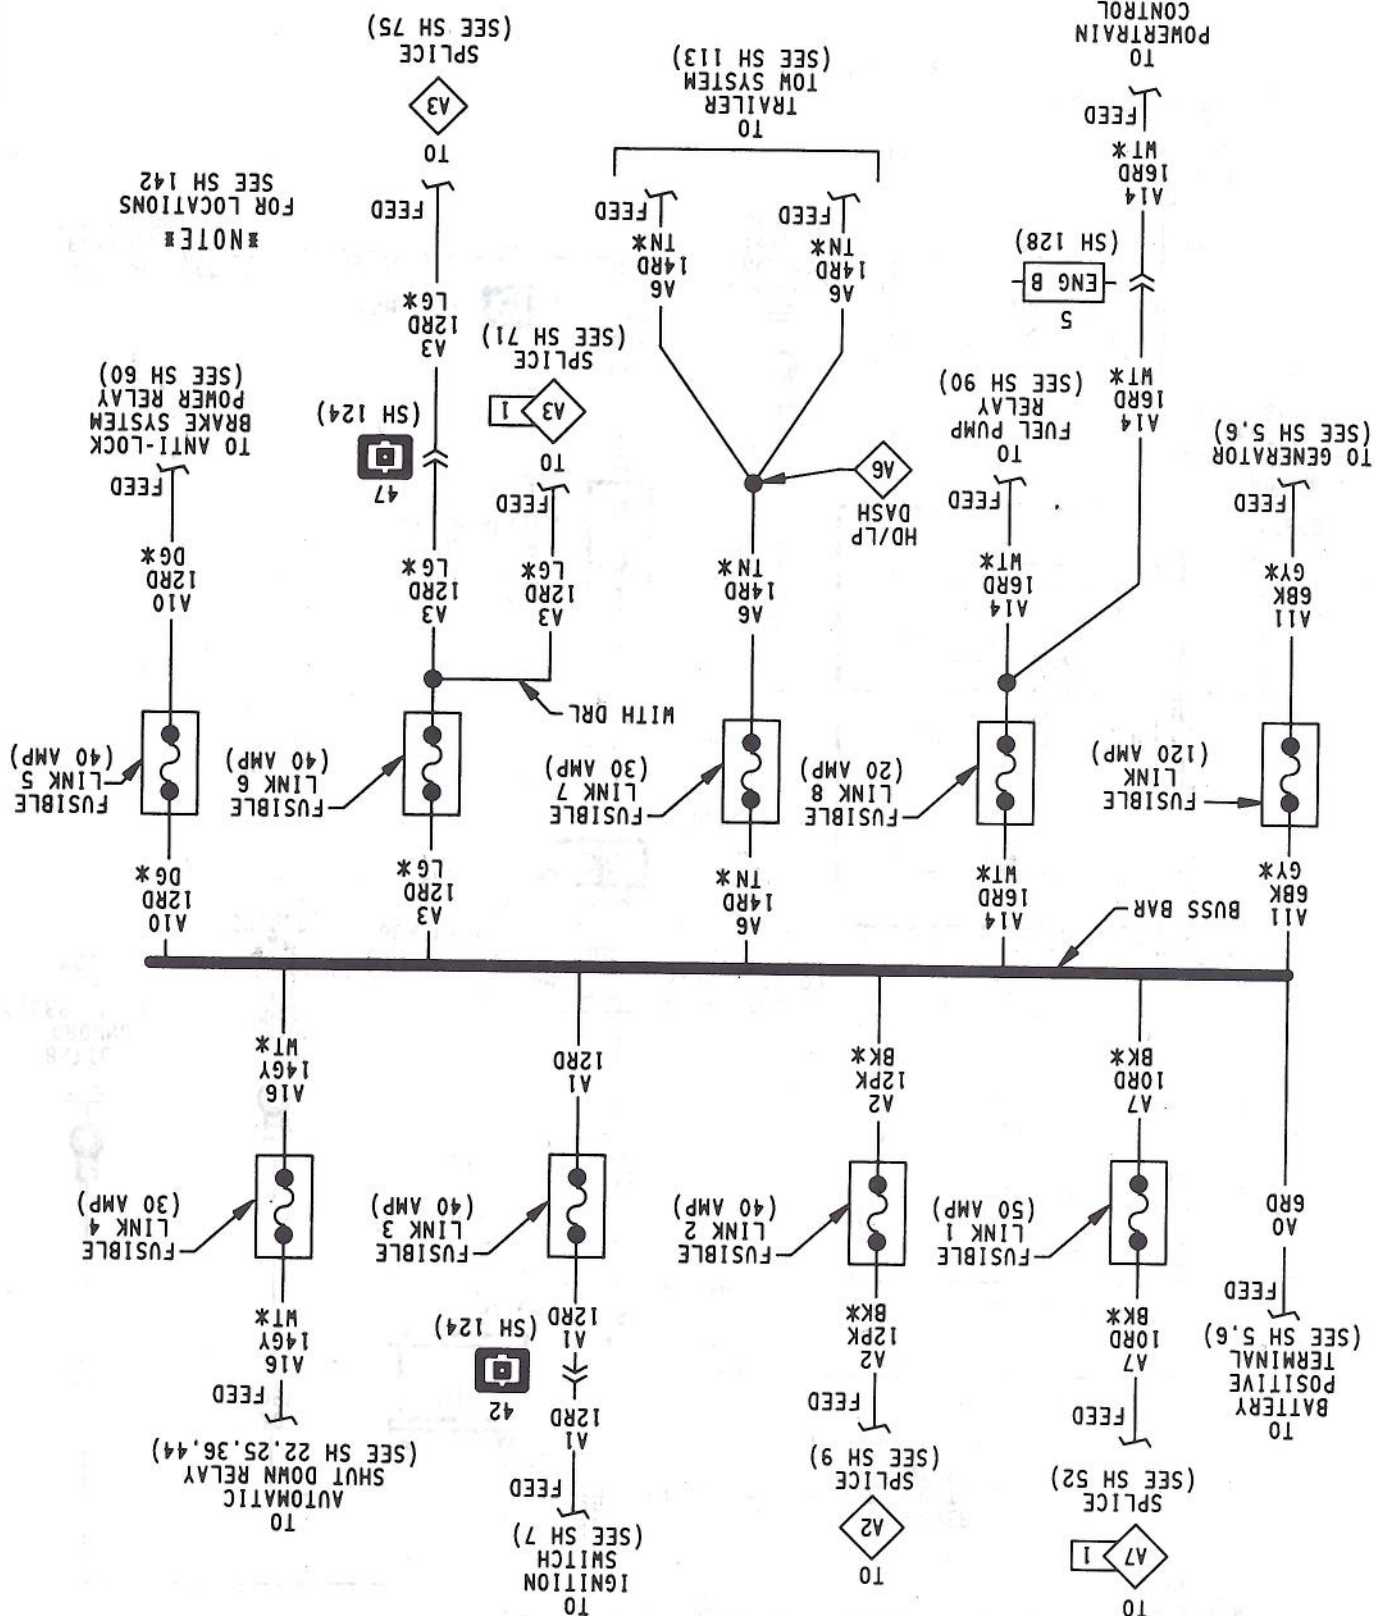 TO
BATTERY
POSITIVE
TERMINAL
(SEE SH 5,6)
FEED
A0
6RD
TO
A7
1
SPLICE
(SEE SH 52)
FEED
A7
10RD
BK*
FUSIBLE
LINK 1
(50 AMP)
A7
10RD
BK*
TO
A2
SPLICE
(SEE SH 9)
FEED
A2
12PK
BK*
FUSIBLE
LINK 2
(40 AMP)
A2
12PK
BK*
TO
IGNITION
SWITCH
(SEE SH 7)
FEED
A1
12RD
42
(SH 124)
A1
12RD
FUSIBLE
LINK 3
(40 AMP)
A1
12RD
TO
AUTOMATIC
SHUT DOWN RELAY
(SEE SH 22,25,36,44)
FEED
A16
14GY
WT*
FUSIBLE
LINK 4
(30 AMP)
A16
14GY
WT*
BUSS BAR
A11
6BK
GY*
FUSIBLE
LINK
(120 AMP)
A11
6BK
GY*
FEED
TO GENERATOR
(SEE SH 5,6)
A14
16RD
WT*
FUSIBLE
LINK 8
(20 AMP)
A14
16RD
WT*
FEED
TO
FUEL PUMP
RELAY
(SEE SH 90)
A14
16RD
WT*
5
ENG B
(SH 128)
A14
16RD
WT*
FEED
TO
POWERTRAIN
CONTROL
A6
14RD
TN*
FUSIBLE
LINK 7
(30 AMP)
A6
14RD
TN*
HD/LP
DASH
A6
A6
14RD
TN*
FEED
A6
14RD
TN*
FEED
TO
TRAILER
TOW SYSTEM
(SEE SH 113)
A3
12RD
LG*
FUSIBLE
LINK 6
(40 AMP)
WITH DRL
A3
12RD
LG*
FEED
TO
A3
1
SPLICE
(SEE SH 71)
A3
12RD
LG*
47
(SH 124)
A3
12RD
LG*
FEED
TO
A3
SPLICE
(SEE SH 75)
A10
12RD
DG*
FUSIBLE
LINK 5
(40 AMP)
A10
12RD
DG*
FEED
TO ANTI-LOCK
BRAKE SYSTEM
POWER RELAY
(SEE SH 60)
*NOTE*
FOR LOCATIONS
SEE SH 142